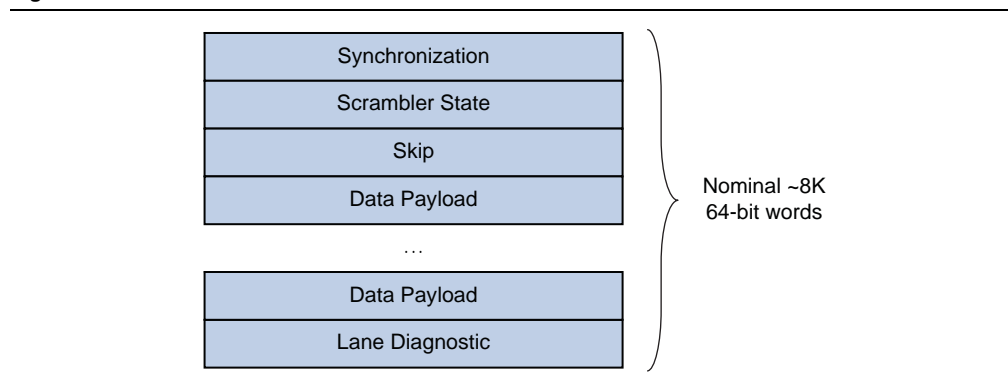 Synchronization
Scrambler State
Skip
Data Payload
Nominal ~8K
64-bit words
...
Data Payload
Lane Diagnostic